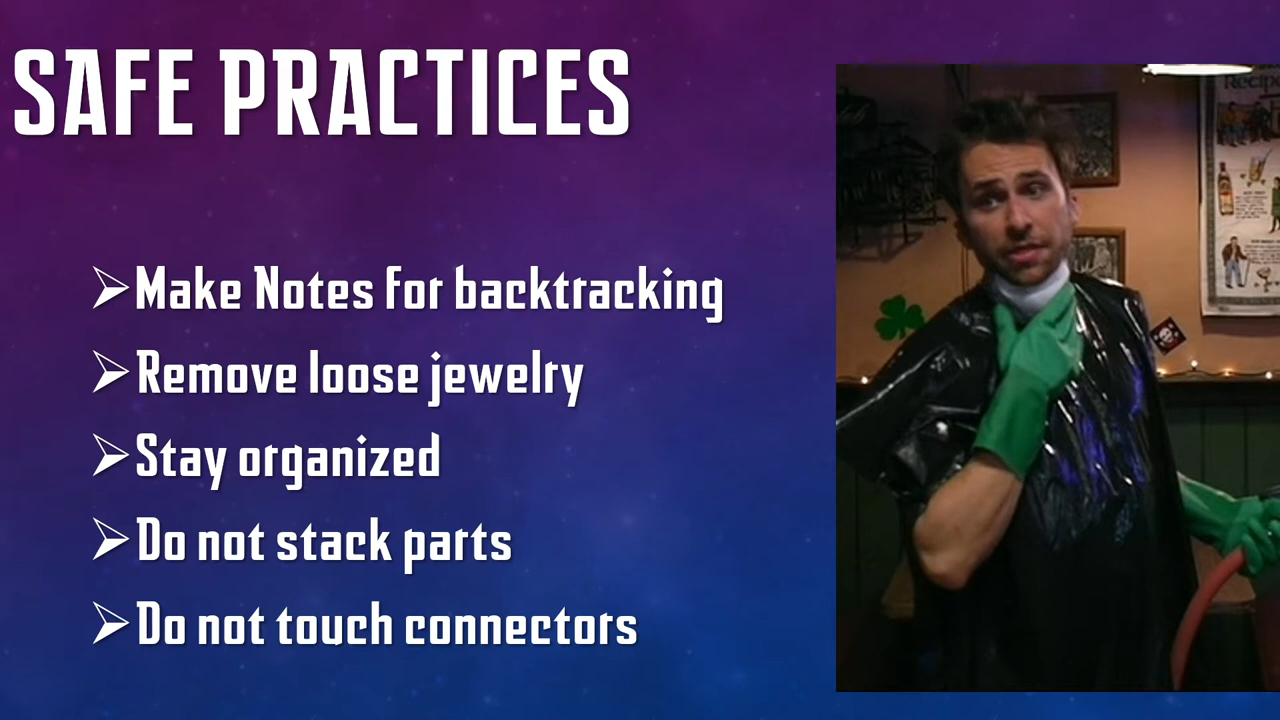 SAFE PRACTICES
Make Notes for backtracking
Remove loose jewelry
Stay organized
Do not stack parts
Do not touch connectors